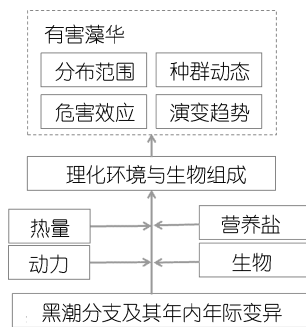 有害藻华
分布范围 种群动态
危害效应 演变趋势
理化环境与生物组成
热量 营养盐
动力 生物
黑潮分支及其年内年际变异